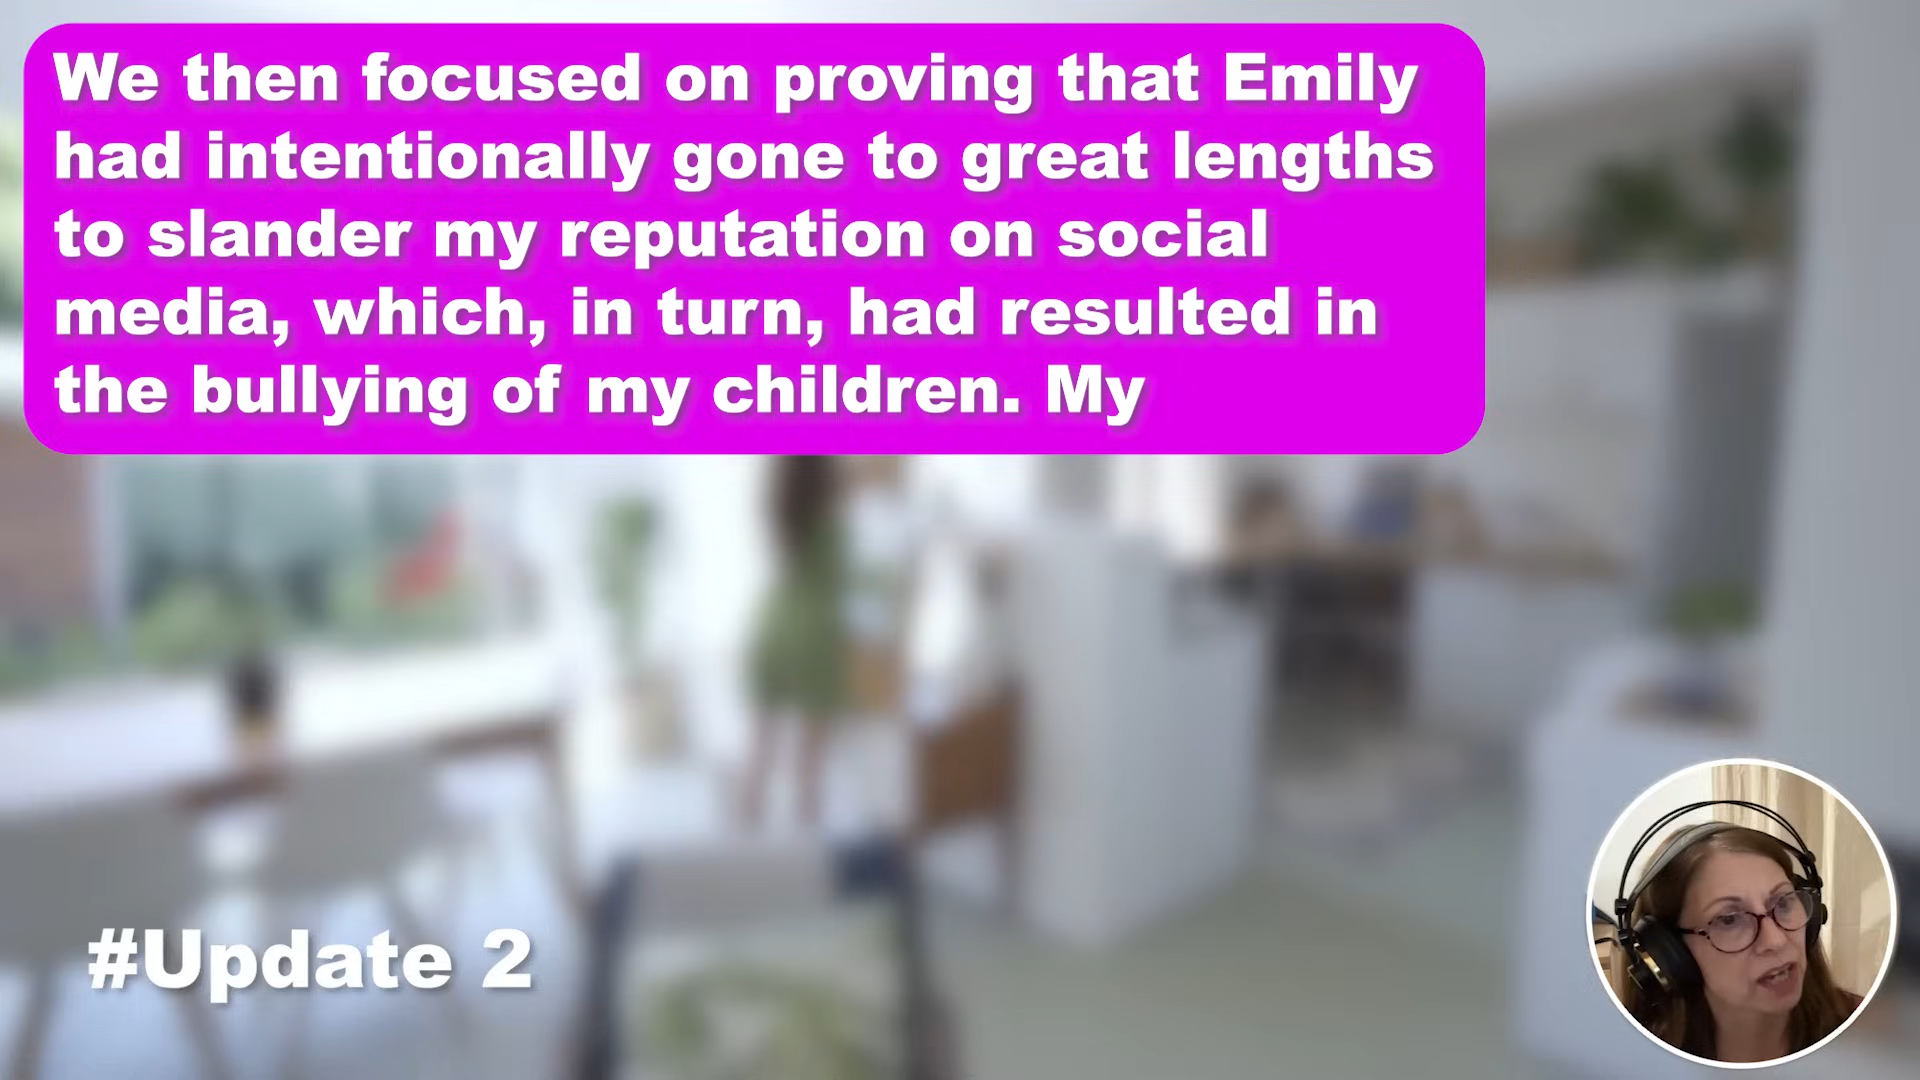 We then focused on proving that Emily
had intentionally gone to great lengths
to slander my reputation on social
media, which, in turn, had resulted in
the bullying of my children. My
#Update 2